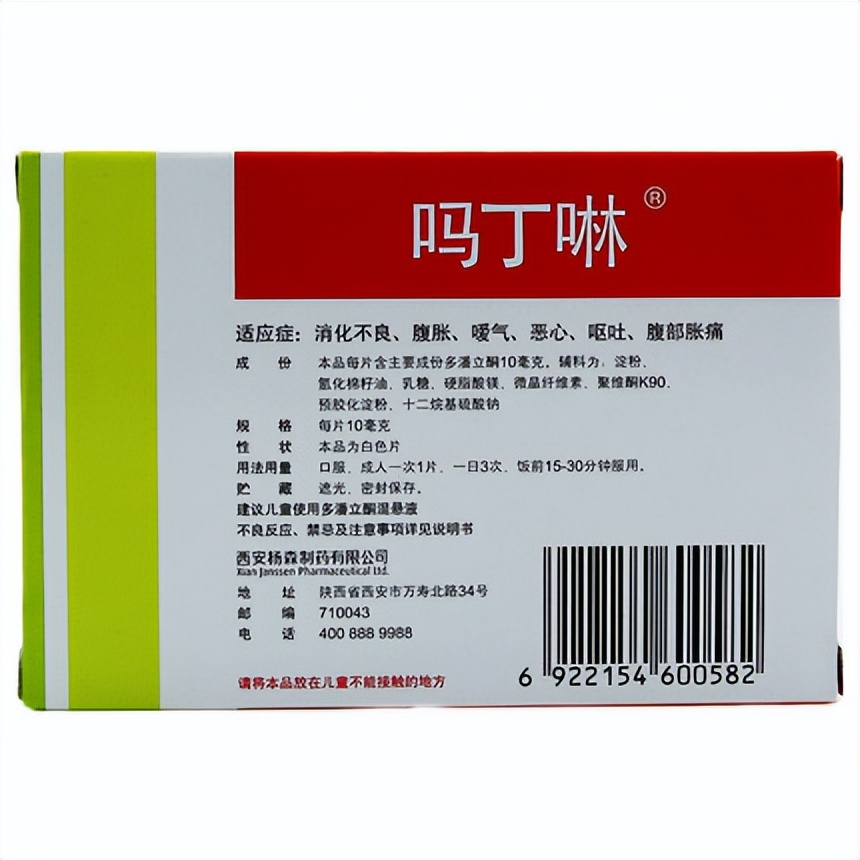 吗丁啉®
适应症：消化不良、腹胀、嗳气、恶心、呕吐、腹部胀痛
成份 本品每片含主要成份多潘立酮10毫克。辅料为：淀粉、
氢化棉籽油、乳糖、硬脂酸镁、微晶纤维素、聚维酮K90、
预胶化淀粉、十二烷基硫酸钠
规格 每片10毫克
性状 本品为白色片
用法用量 口服。成人一次1片，一日3次，饭前15-30分钟服用。
贮藏 遮光，密封保存。
建议儿童使用多潘立酮混悬液
不良反应、禁忌及注意事项详见说明书
西安杨森制药有限公司
Xian Janssen Pharmaceutical Ltd.
地址 陕西省西安市万寿北路34号
邮编 710043
电话 400 888 9988
请将本品放在儿童不能接触的地方
6 922154 600582